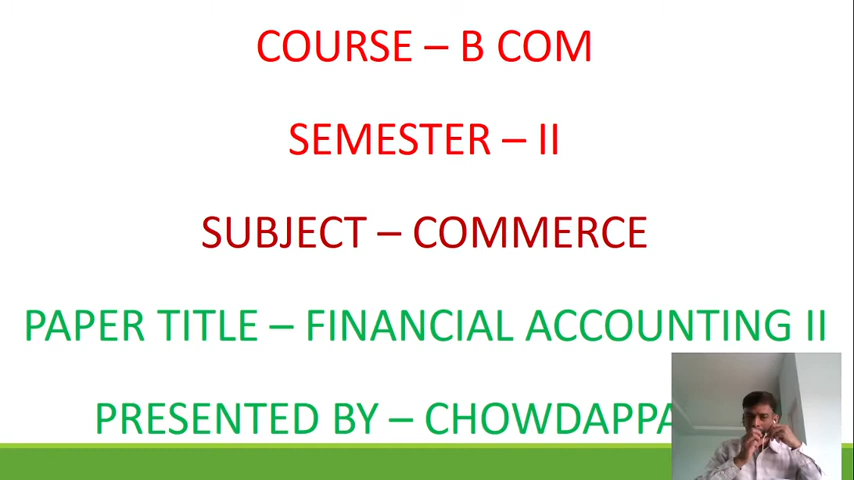 COURSE – B COM
SEMESTER – II
SUBJECT – COMMERCE
PAPER TITLE – FINANCIAL ACCOUNTING II
PRESENTED BY – CHOWDAPPA